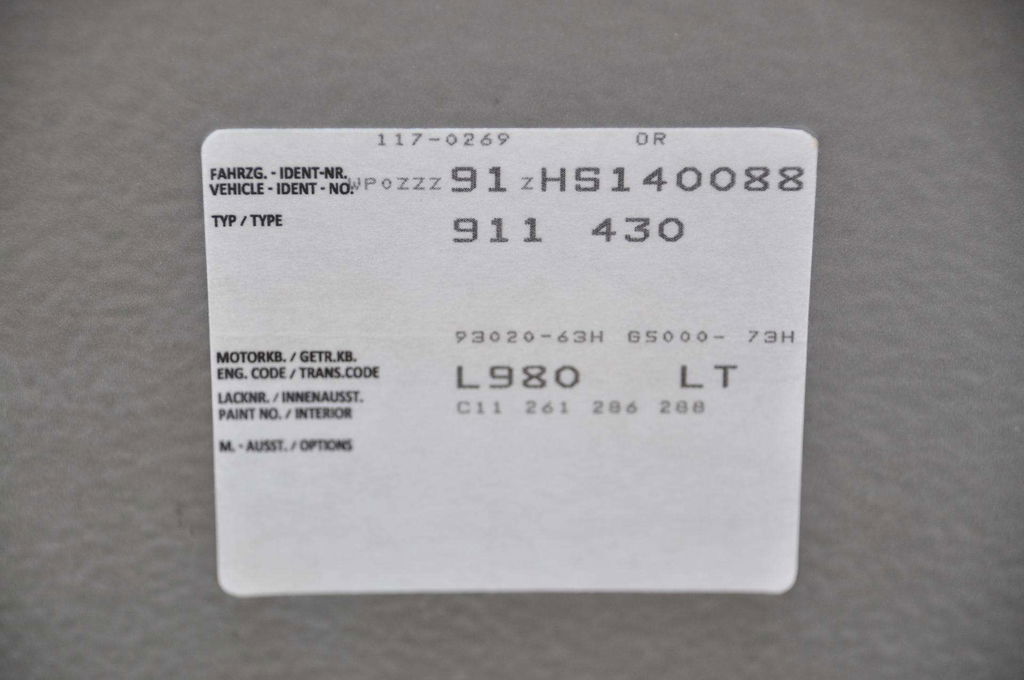 117-0269 OR
FAHRZG. - IDENT-NR.
VEHICLE - IDENT - NO. WP0ZZZ 91 Z HS140088
TYP / TYPE 911 430
93020-63H G5000- 73H
MOTORKB. / GETR.KB.
ENG. CODE / TRANS.CODE L980 LT
LACKNR. / INNENAUSST.
PAINT NO. / INTERIOR C11 261 286 288
M. - AUSST. / OPTIONS